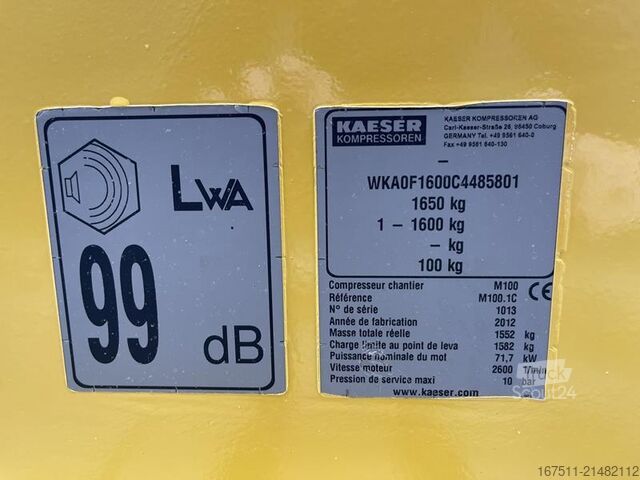 LWA
99 dB
KAESER
KOMPRESSOREN
KAESER KOMPRESSOREN AG
Carl-Kaeser-Straße 26, 96450 Coburg
GERMANY Tel. +49 9561 640-0
Fax +49 9561 640-130
–
WKA0F1600C4485801
1650 kg
1 – 1600 kg
– kg
100 kg
Compresseur chantier M100
Référence M100.1C
N° de série 1013
Année de fabrication 2012
Masse totale réelle 1552 kg
Charge limite au point de leva 1582 kg
Puissance nominale du mot 71,7 kW
Vitesse moteur 2600 T/min
Pression de service maxi 10 bar
www.kaeser.com
CE
Truck
Scout24
167511-21482112